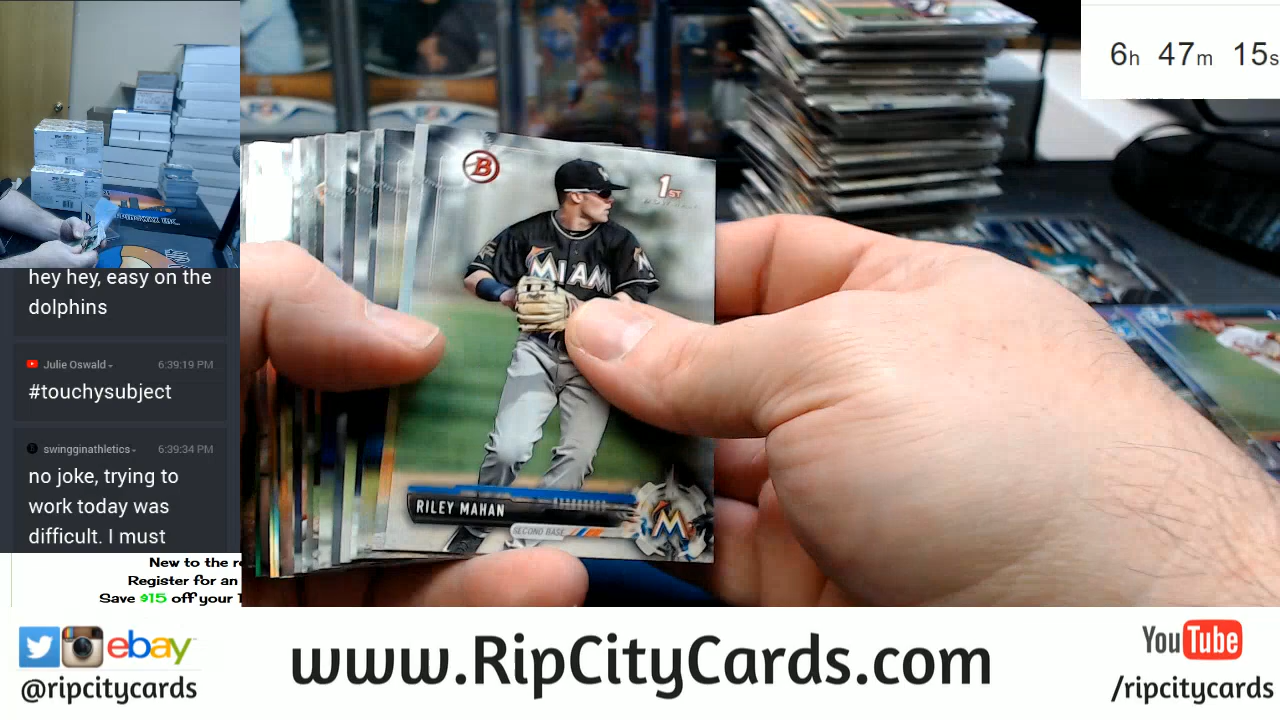 6h 47m 15s
hey hey, easy on the
dolphins
Julie Oswald
6:39:19 PM
#touchysubject
swingginathletics
6:39:34 PM
no joke, trying to
work today was
difficult. I must
B
1ST
MIAM
RILEY MAHAN
SECOND BASE
M
New to the r
Register for an
Save $15 off your
ebay
@ripcitycards
www.RipCityCards.com
YouTube
/ripcitycards